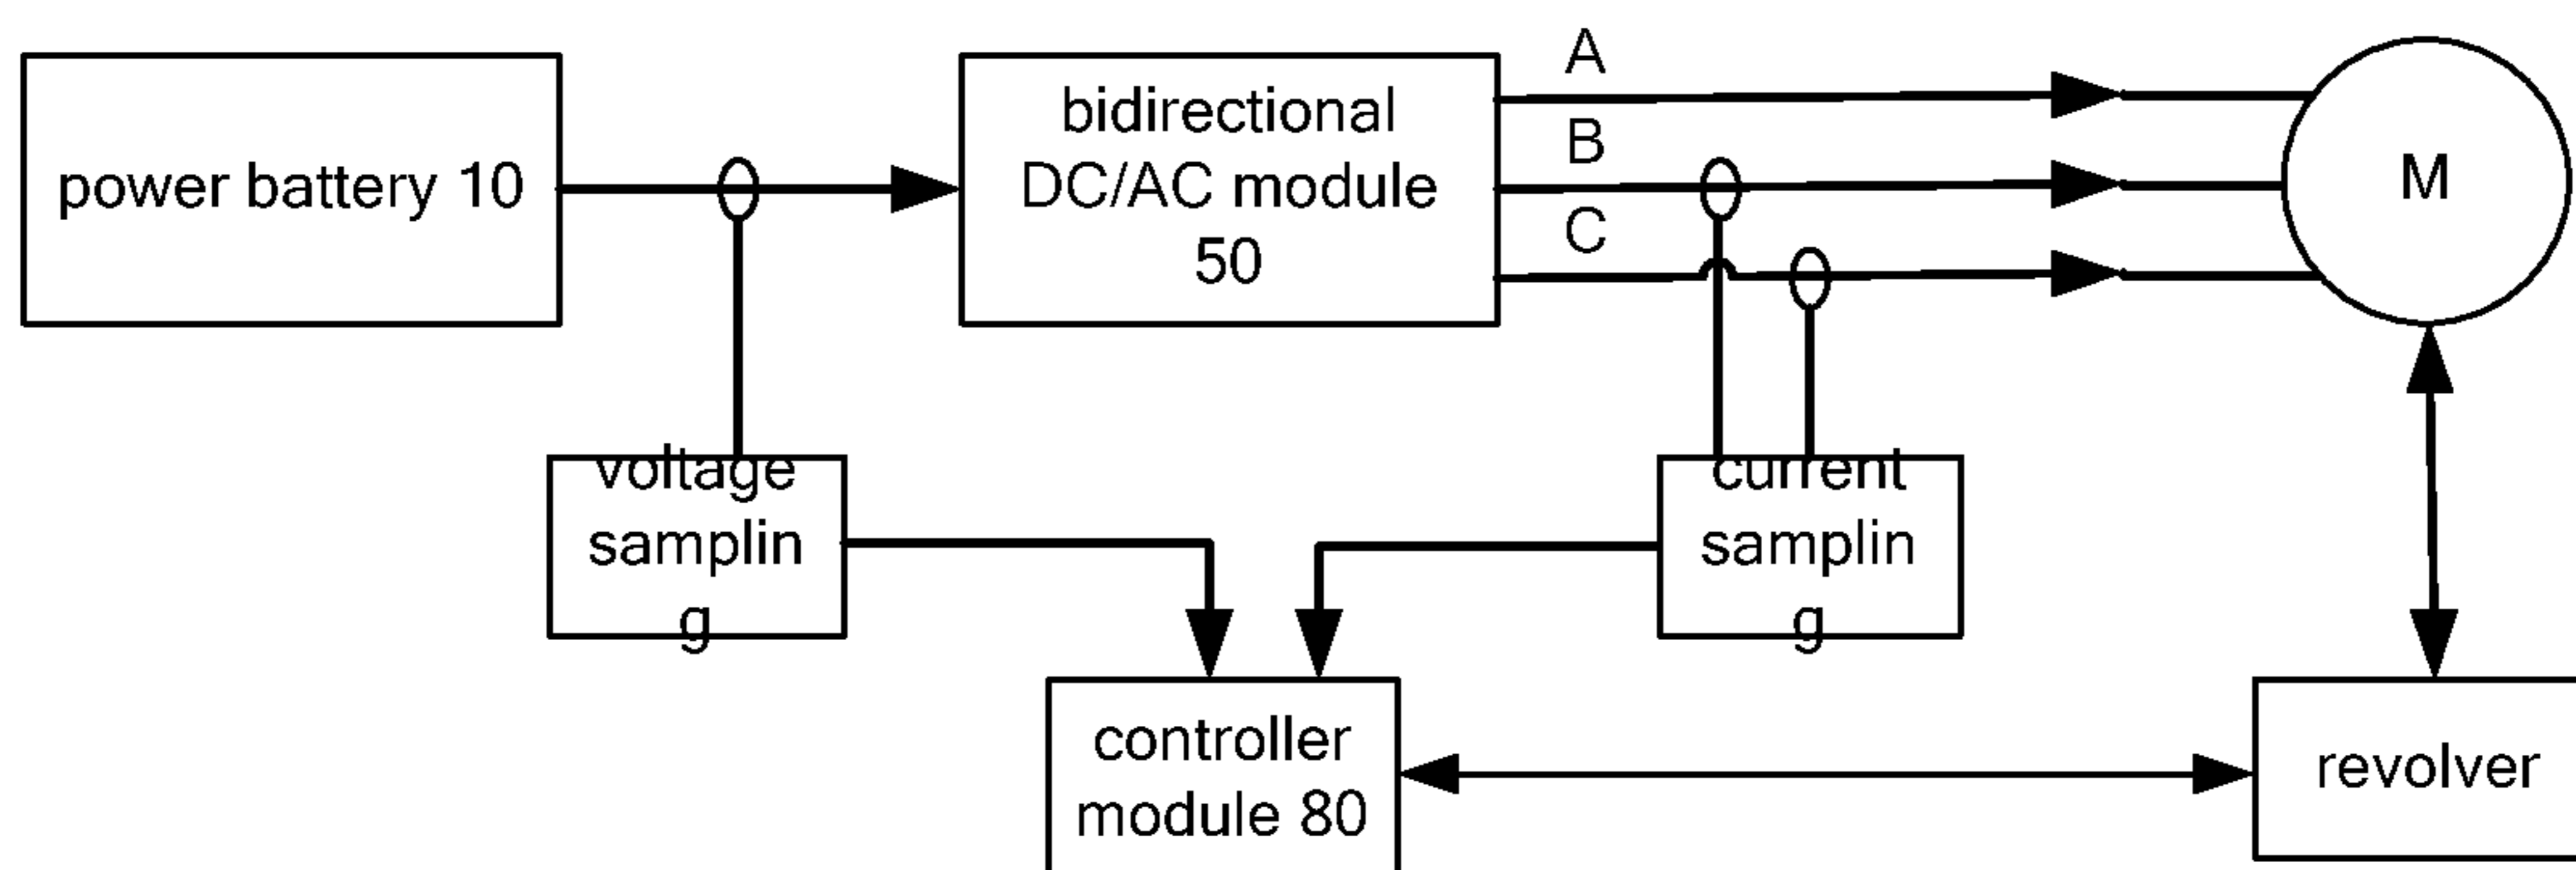 power battery 10
bidirectional
DC/AC module
50
A
B
C
M
voltage
samplin
g
current
samplin
g
controller
module 80
revolver